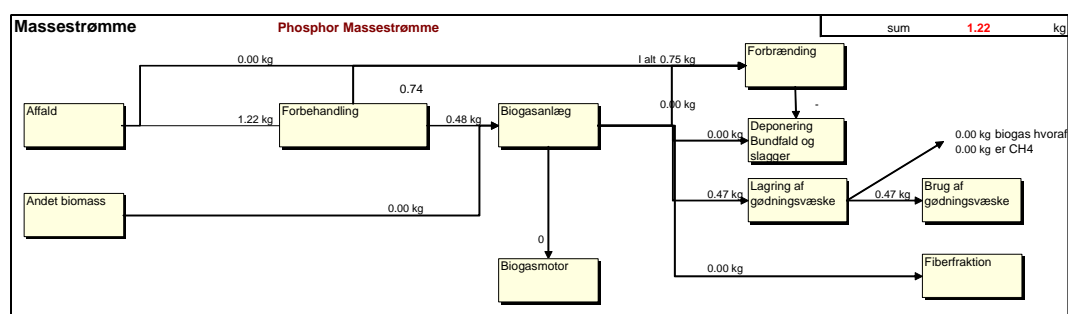 Massestrømme
Phosphor Massestrømme
sum 1.22 kg
Forbrænding
0.00 kg
I alt 0.75 kg
0.74
0.00 kg
-
Affald
1.22 kg
Forbehandling
0.48 kg
Biogasanlæg
0.00 kg
Deponering
Bundfald og
slagger
0.00 kg biogas hvoraf
0.00 kg er CH4
Andet biomass
0.00 kg
0.47 kg
Lagring af
gødningsvæske
0.47 kg
Brug af
gødningsvæske
0
Biogasmotor
0.00 kg
Fiberfraktion